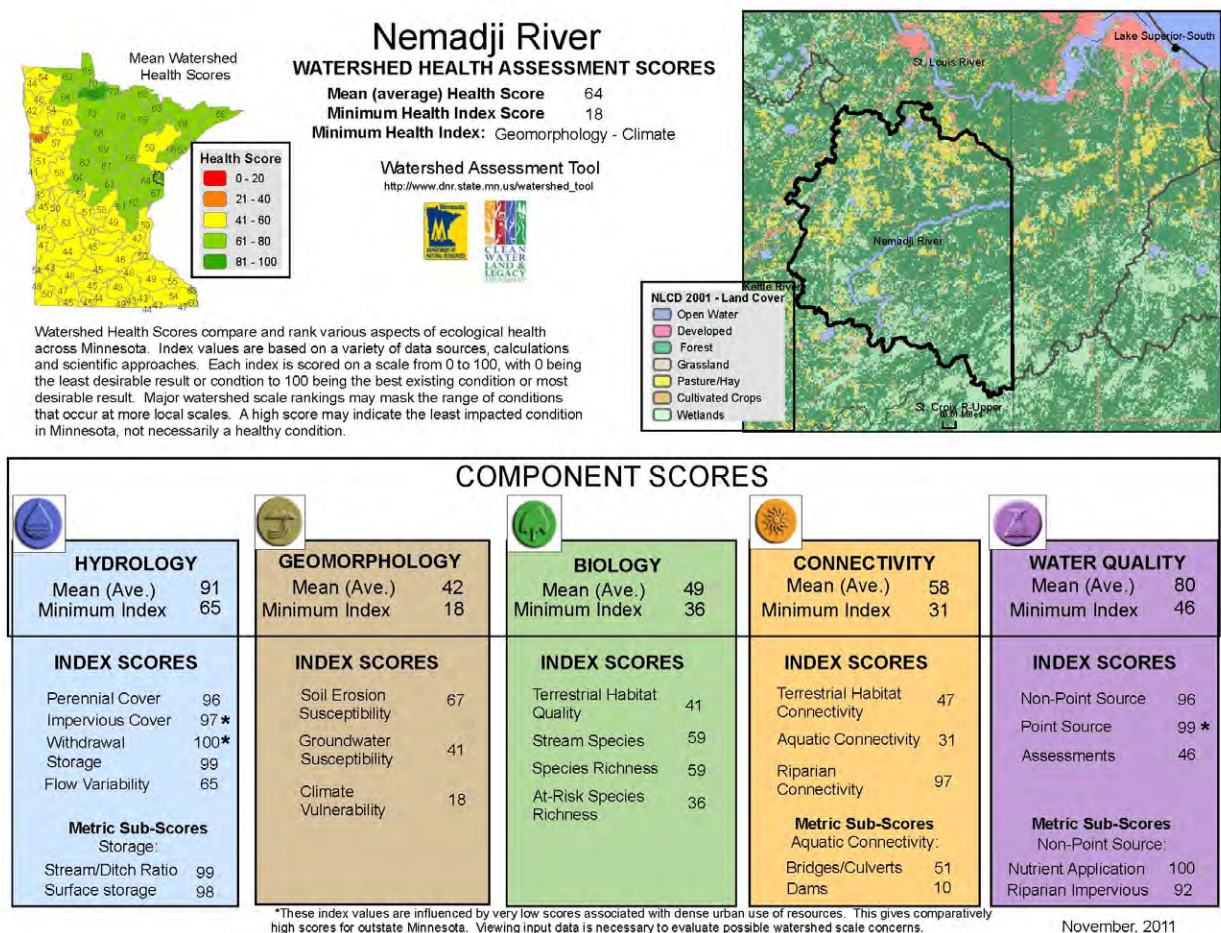 Nemadji River
WATERSHED HEALTH ASSESSMENT SCORES
Mean (average) Health Score 64
Minimum Health Index Score 18
Minimum Health Index: Geomorphology - Climate
Watershed Assessment Tool
http://www.dnr.state.mn.us/watershed_tool
Mean Watershed
Health Scores
Health Score
0 - 20
21 - 40
41 - 60
61 - 80
81 - 100
Minnesota
DEPARTMENT OF
NATURAL RESOURCES
CLEAN
WATER
LAND &
LEGACY
AMENDMENT
Lake Superior-South
St. Louis River
Nemadji River
Kettle River
St. Croix R-Upper
NLCD 2001 - Land Cover
Open Water
Developed
Forest
Grassland
Pasture/Hay
Cultivated Crops
Wetlands
Watershed Health Scores compare and rank various aspects of ecological health
across Minnesota. Index values are based on a variety of data sources, calculations
and scientific approaches. Each index is scored on a scale from 0 to 100, with 0 being
the least desirable result or condtion to 100 being the best existing condition or most
desirable result. Major watershed scale rankings may mask the range of conditions
that occur at more local scales. A high score may indicate the least impacted condition
in Minnesota, not necessarily a healthy condition.
COMPONENT SCORES
HYDROLOGY
Mean (Ave.) 91
Minimum Index 65
INDEX SCORES
Perennial Cover 96
Impervious Cover 97 *
Withdrawal 100 *
Storage 99
Flow Variability 65
Metric Sub-Scores
Storage:
Stream/Ditch Ratio 99
Surface storage 98
GEOMORPHOLOGY
Mean (Ave.) 42
Minimum Index 18
INDEX SCORES
Soil Erosion
Susceptibility 67
Groundwater
Susceptibility 41
Climate
Vulnerability 18
BIOLOGY
Mean (Ave.) 49
Minimum Index 36
INDEX SCORES
Terrestrial Habitat
Quality 41
Stream Species 59
Species Richness 59
At-Risk Species
Richness 36
CONNECTIVITY
Mean (Ave.) 58
Minimum Index 31
INDEX SCORES
Terrestrial Habitat
Connectivity 47
Aquatic Connectivity 31
Riparian
Connectivity 97
Metric Sub-Scores
Aquatic Connectivity:
Bridges/Culverts 51
Dams 10
WATER QUALITY
Mean (Ave.) 80
Minimum Index 46
INDEX SCORES
Non-Point Source 96
Point Source 99 *
Assessments 46
Metric Sub-Scores
Non-Point Source:
Nutrient Application 100
Riparian Impervious 92
*These index values are influenced by very low scores associated with dense urban use of resources. This gives comparatively
high scores for outstate Minnesota. Viewing input data is necessary to evaluate possible watershed scale concerns.
November, 2011